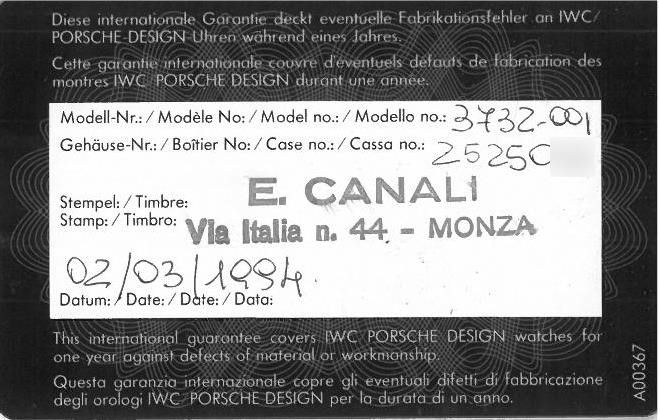 Diese internationale Garantie deckt eventuelle Fabrikationsfehler an IWC/
PORSCHE-DESIGN Uhren während eines Jahres.
Cette garantie internationale couvre d'éventuels defauts de fabrication des
montres IWC PORSCHE DESIGN durant une année.
Modell-Nr.: / Modèle No: / Model no.: / Modello no.: 3732-001
Gehäuse-Nr.: / Boîtier No: / Case no.: / Cassa no.: 2525C
Stempel: / Timbre:
Stamp: / Timbro:
E. CANALI
Via Italia n. 44 - MONZA
02/03/1994
Datum: / Date: / Date: / Data:
This international guarantee covers IWC PORSCHE DESIGN watches for
one year against defects of material or workmanship.
Questa garanzia internazionale copre gli eventuali difetti di fabbricazione
degli orologi IWC PORSCHE DESIGN per la durata di un anno.
A00367